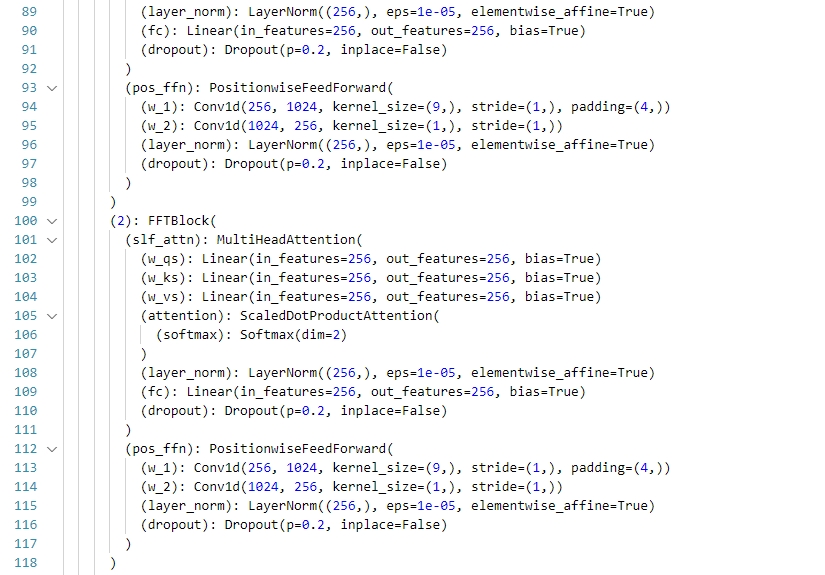 89 (layer_norm): LayerNorm((256,), eps=1e-05, elementwise_affine=True)
90 (fc): Linear(in_features=256, out_features=256, bias=True)
91 (dropout): Dropout(p=0.2, inplace=False)
92 )
93 (pos_ffn): PositionwiseFeedForward(
94 (w_1): Conv1d(256, 1024, kernel_size=(9,), stride=(1,), padding=(4,))
95 (w_2): Conv1d(1024, 256, kernel_size=(1,), stride=(1,))
96 (layer_norm): LayerNorm((256,), eps=1e-05, elementwise_affine=True)
97 (dropout): Dropout(p=0.2, inplace=False)
98 )
99 )
100 (2): FFTBlock(
101 (slf_attn): MultiHeadAttention(
102 (w_qs): Linear(in_features=256, out_features=256, bias=True)
103 (w_ks): Linear(in_features=256, out_features=256, bias=True)
104 (w_vs): Linear(in_features=256, out_features=256, bias=True)
105 (attention): ScaledDotProductAttention(
106 (softmax): Softmax(dim=2)
107 )
108 (layer_norm): LayerNorm((256,), eps=1e-05, elementwise_affine=True)
109 (fc): Linear(in_features=256, out_features=256, bias=True)
110 (dropout): Dropout(p=0.2, inplace=False)
111 )
112 (pos_ffn): PositionwiseFeedForward(
113 (w_1): Conv1d(256, 1024, kernel_size=(9,), stride=(1,), padding=(4,))
114 (w_2): Conv1d(1024, 256, kernel_size=(1,), stride=(1,))
115 (layer_norm): LayerNorm((256,), eps=1e-05, elementwise_affine=True)
116 (dropout): Dropout(p=0.2, inplace=False)
117 )
118 )